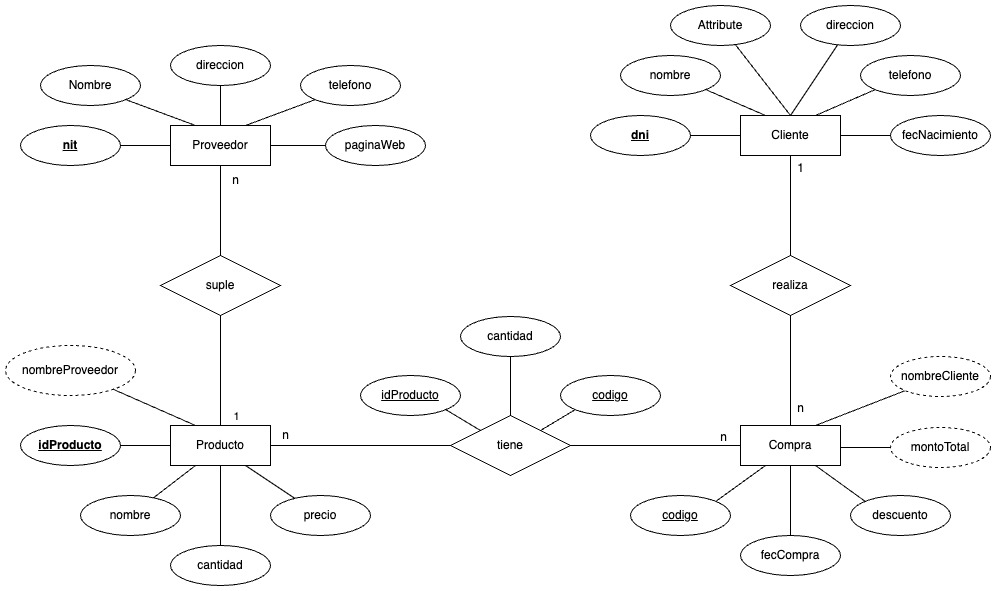 Attribute
direccion
direccion
Nombre
telefono
nombre
telefono
nit
Proveedor
paginaWeb
dni
Cliente
fecNacimiento
n
1
suple
realiza
cantidad
nombreProveedor
nombreCliente
idProducto
codigo
1
n
idProducto
Producto
n
tiene
n
Compra
montoTotal
nombre
precio
codigo
descuento
cantidad
fecCompra